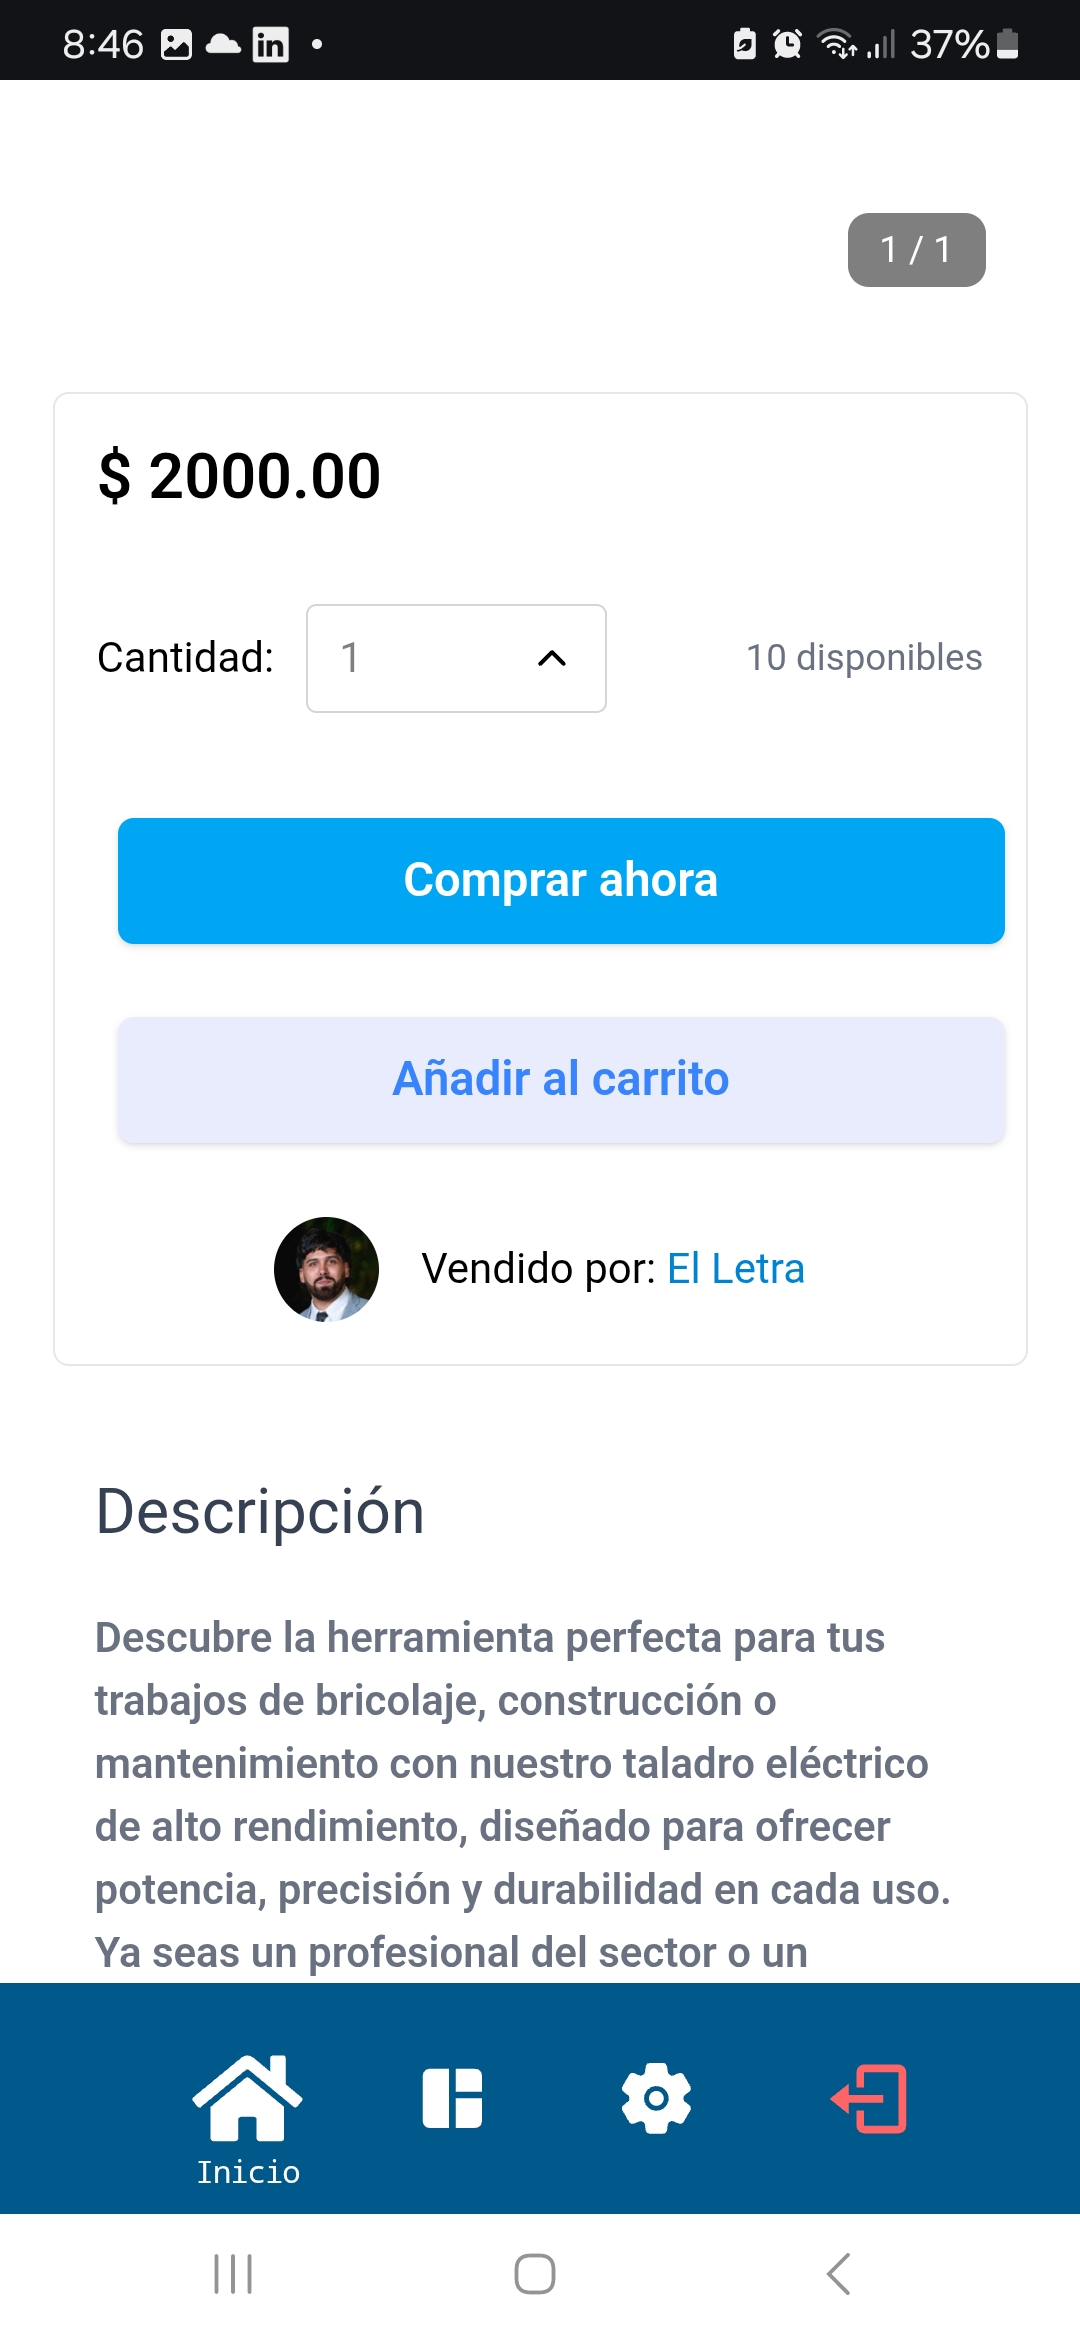 8:46 in 37%
1 / 1
$ 2000.00
Cantidad: 1 10 disponibles
Comprar ahora
Añadir al carrito
Vendido por: El Letra
Descripción
Descubre la herramienta perfecta para tus
trabajos de bricolaje, construcción o
mantenimiento con nuestro taladro eléctrico
de alto rendimiento, diseñado para ofrecer
potencia, precisión y durabilidad en cada uso.
Ya seas un profesional del sector o un
Inicio